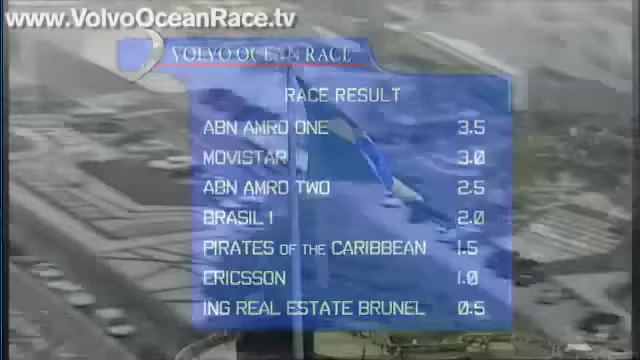 www.VolvoOceanRace.tv
VOLVO OCEAN RACE
RACE RESULT
ABN AMRO ONE 3.5
MOVISTAR 3.0
ABN AMRO TWO 2.5
BRASIL 1 2.0
PIRATES OF THE CARIBBEAN 1.5
ERICSSON 1.0
ING REAL ESTATE BRUNEL 0.5